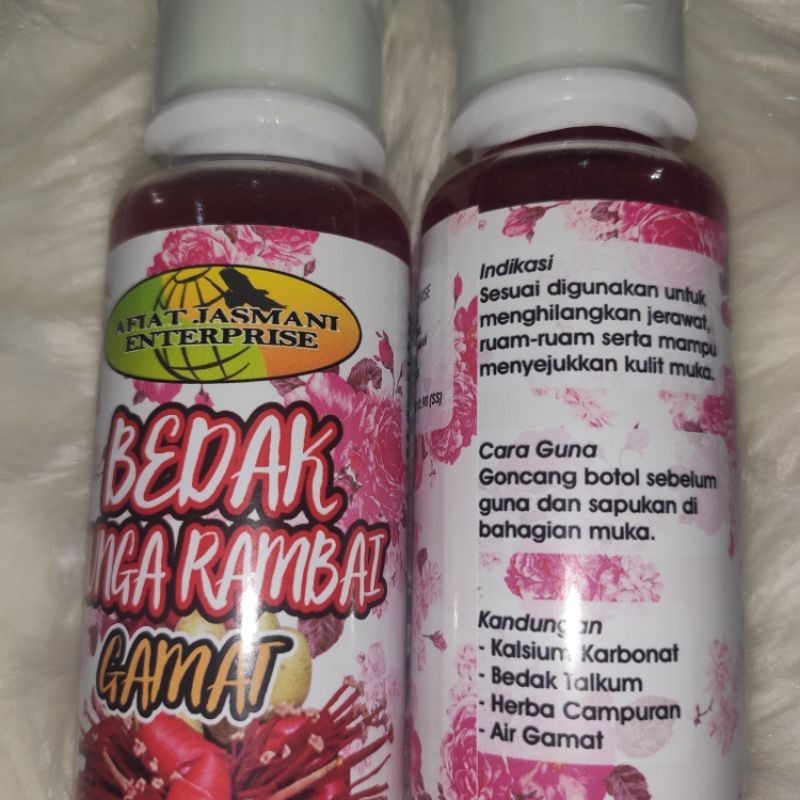 AFIAT JASMANI
ENTERPRISE
BEDAK
RAMBAI
GAMAT
Indikasi
Sesuai digunakan untuk
menghilangkan jerawat,
ruam-ruam serta mampu
menyejukkan kulit muka.
Cara Guna
Goncang botol sebelum
guna dan sapukan di
bahagian muka.
Kandungan
- Kalsium Karbonat
- Bedak Talkum
- Herba Campuran
- Air Gamat